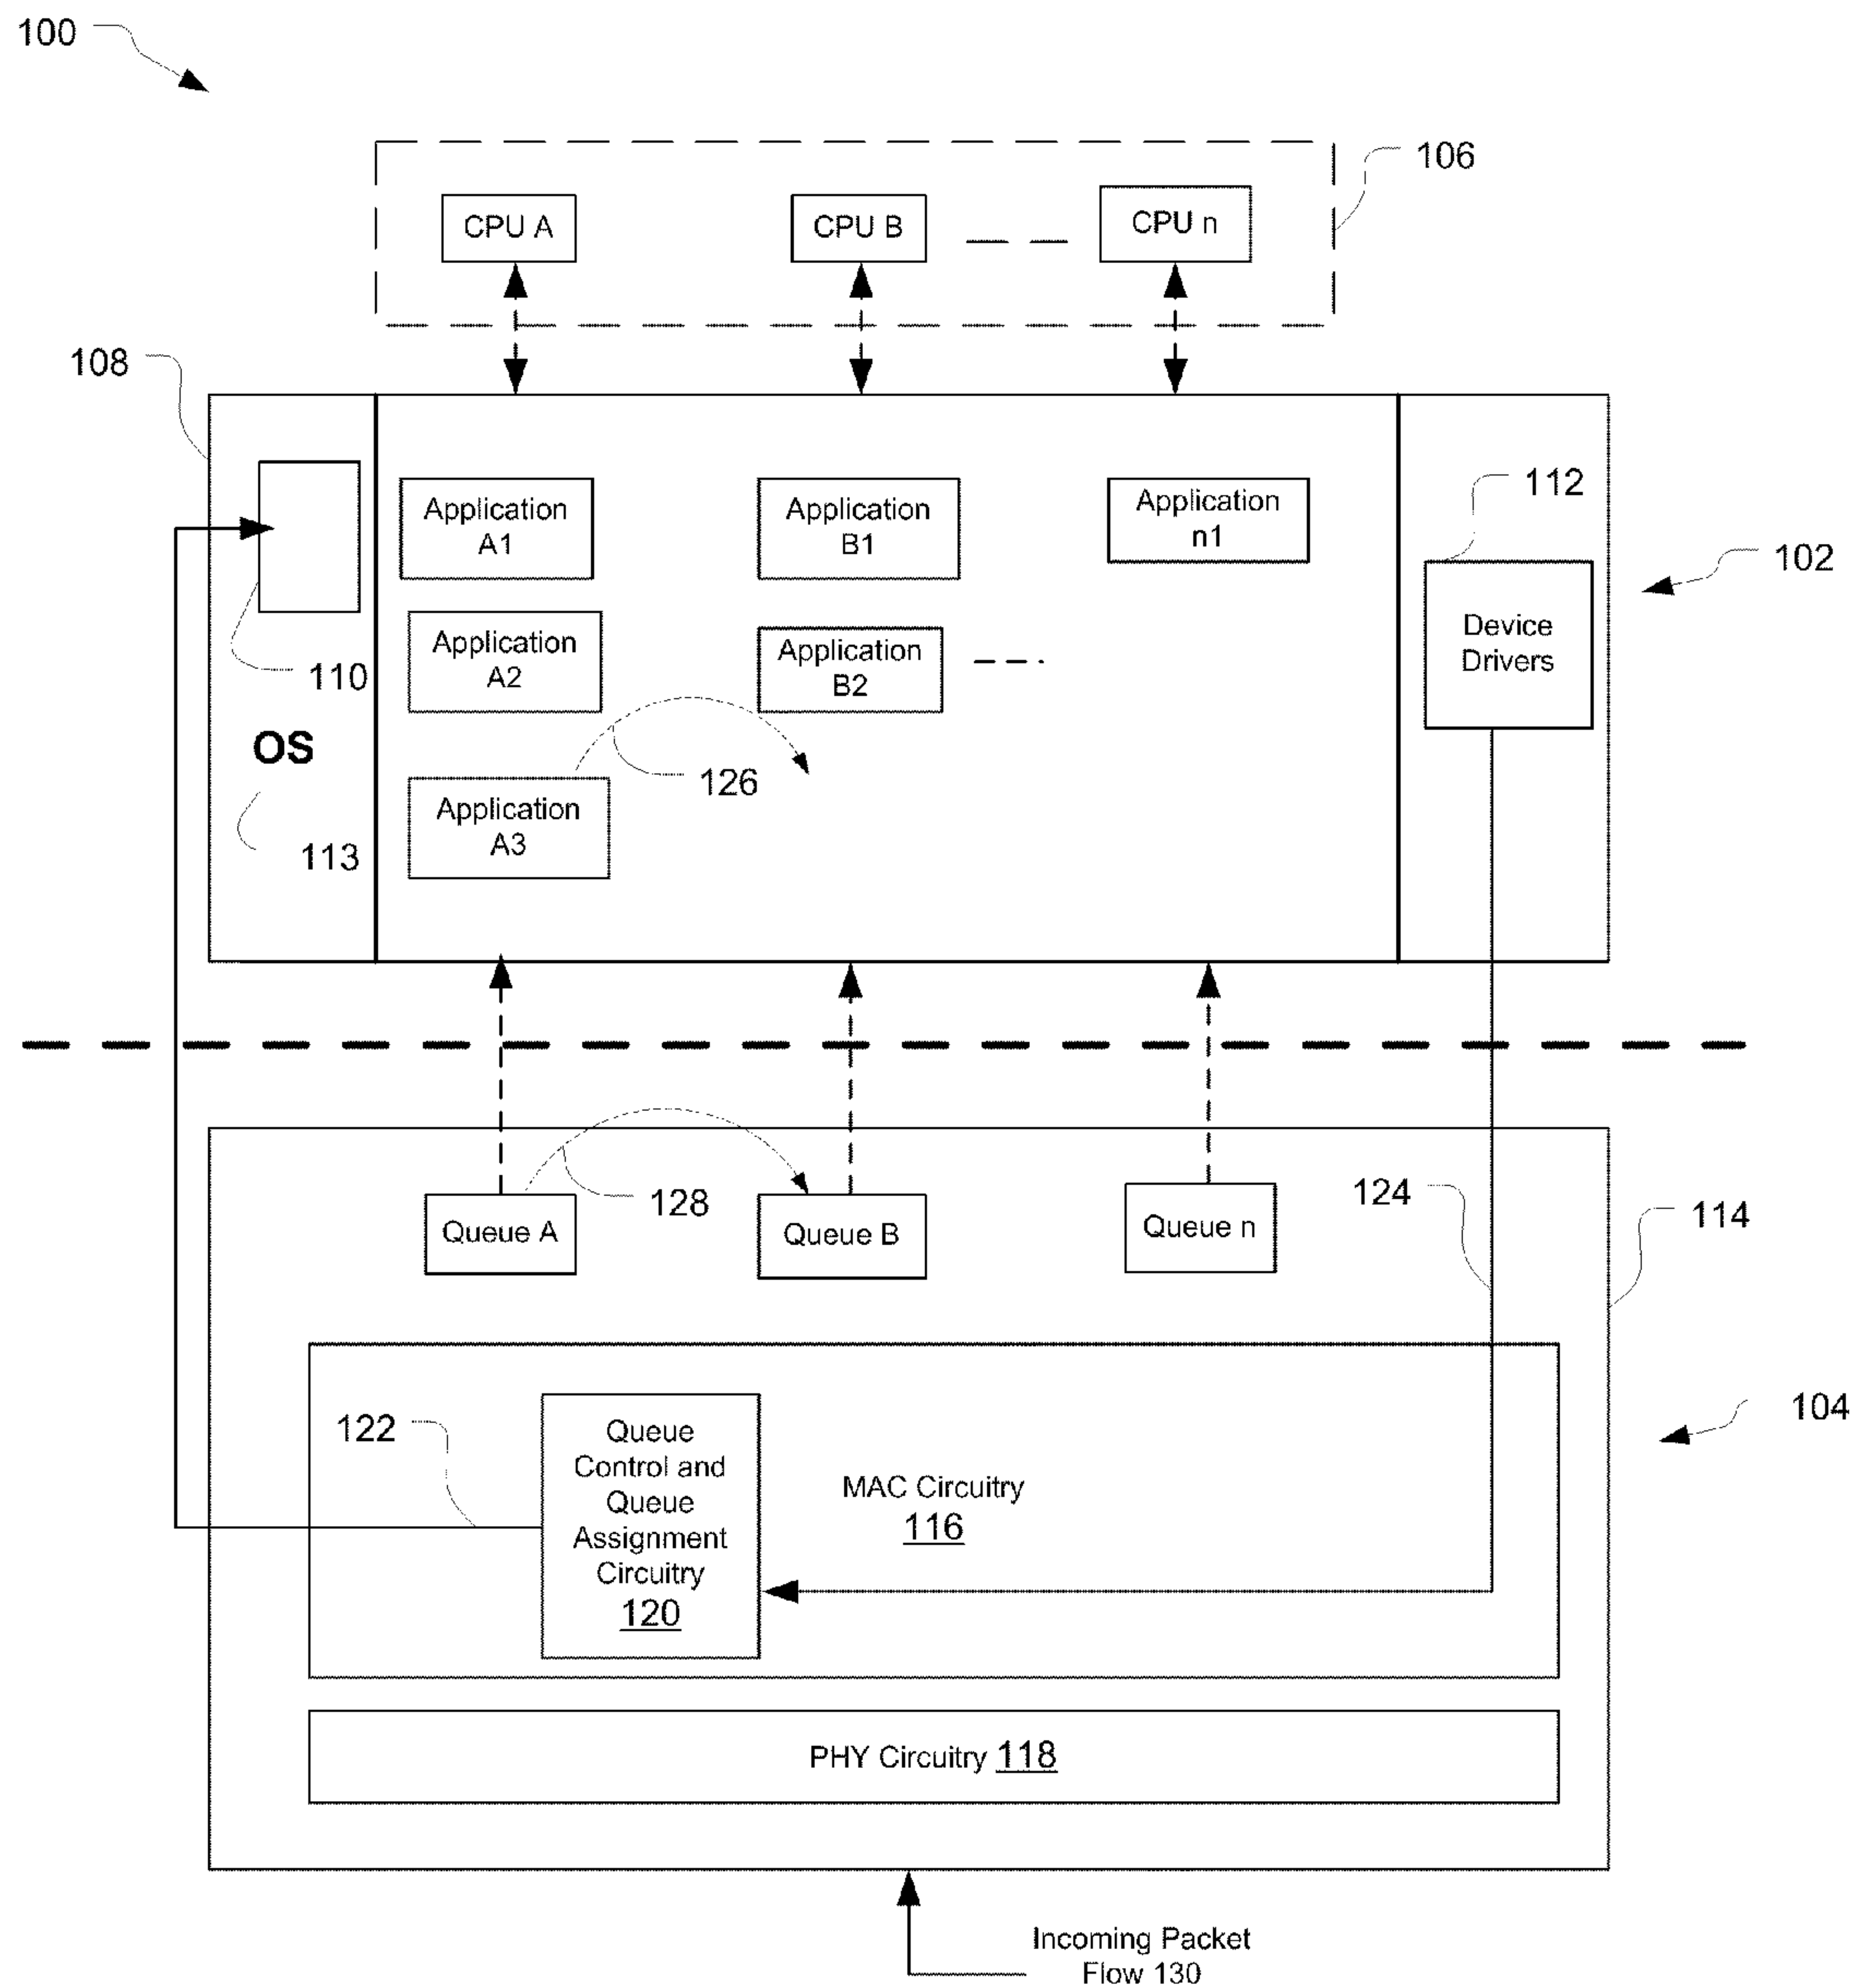 100
106
CPU A
CPU B
CPU n
108
112
Application
A1
Application
B1
Application
n1
102
Application
A2
Application
B2
Device
Drivers
110
OS
126
Application
A3
113
128
124
114
Queue A
Queue B
Queue n
104
122
Queue
Control and
Queue
Assignment
Circuitry
120
MAC Circuitry
116
PHY Circuitry 118
Incoming Packet
Flow 130